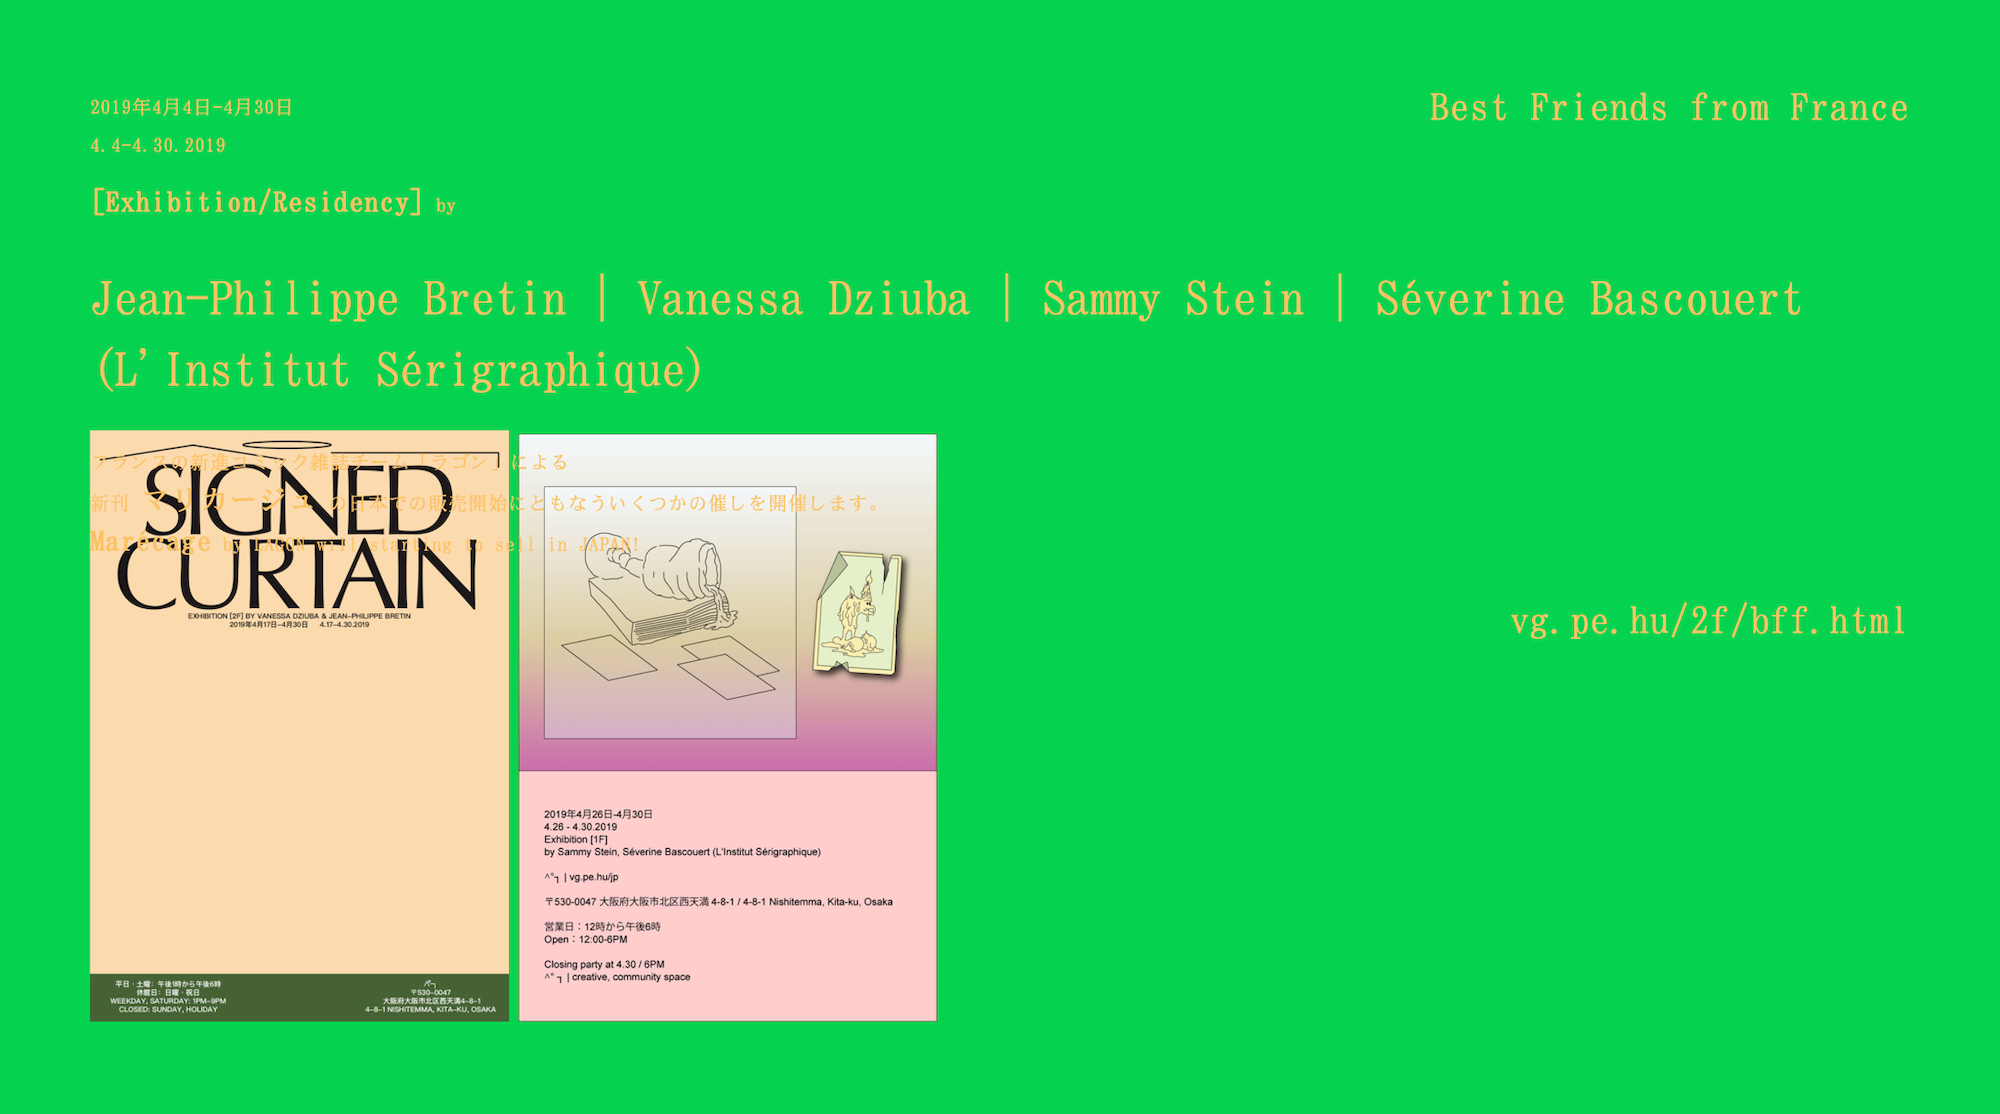 2019年4月4日-4月30日
4.4-4.30.2019
[Exhibition/Residency] by
Best Friends from France
Jean-Philippe Bretin | Vanessa Dziuba | Sammy Stein | Séverine Bascouert
(L'Institut Sérigraphique)
フランスの新進コミック雑誌チーム「ラゴン」による
新刊 マリカージュ の日本での販売開始にともなういくつかの催しを開催します。
Marécage by LAGON will starting to sell in JAPAN!
SIGNED
CURTAIN
EXHIBITION [2F] BY VANESSA DZIUBA & JEAN-PHILIPPE BRETIN
2019年4月17日-4月30日 4.17-4.30.2019
平日・土曜: 午後1時から午後6時
休館日: 日曜・祝日
WEEKDAY, SATURDAY: 1PM-9PM
CLOSED: SUNDAY, HOLIDAY
〒530-0047
大阪府大阪市北区西天満4-8-1
4-8-1 NISHITEMMA, KITA-KU, OSAKA
2019年4月26日-4月30日
4.26 - 4.30.2019
Exhibition [1F]
by Sammy Stein, Séverine Bascouert (L'Institut Sérigraphique)
^°┐ | vg.pe.hu/jp
〒530-0047 大阪府大阪市北区西天満 4-8-1 / 4-8-1 Nishitemma, Kita-ku, Osaka
営業日：12時から午後6時
Open：12:00-6PM
Closing party at 4.30 / 6PM
^°┐ | creative, community space
vg.pe.hu/2f/bff.html